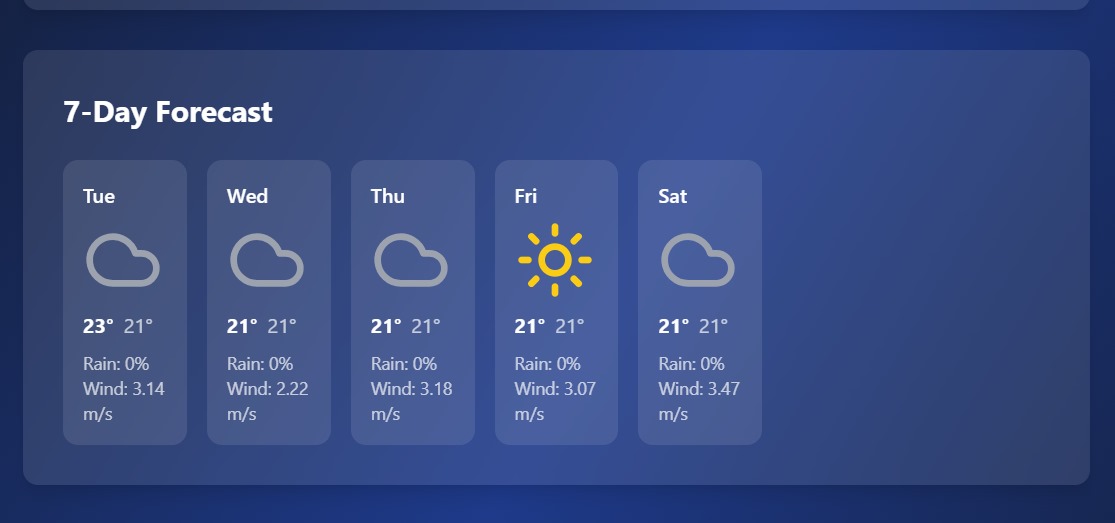 7-Day Forecast
Tue
23° 21°
Rain: 0%
Wind: 3.14
m/s
Wed
21° 21°
Rain: 0%
Wind: 2.22
m/s
Thu
21° 21°
Rain: 0%
Wind: 3.18
m/s
Fri
21° 21°
Rain: 0%
Wind: 3.07
m/s
Sat
21° 21°
Rain: 0%
Wind: 3.47
m/s